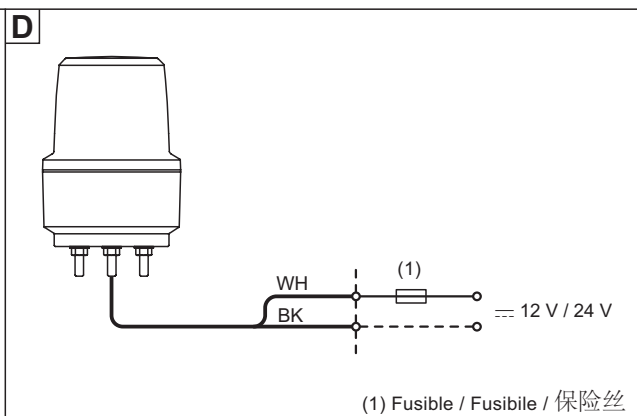 D
WH
(1)
BK
⎓ 12 V / 24 V
(1) Fusible / Fusibile / 保险丝